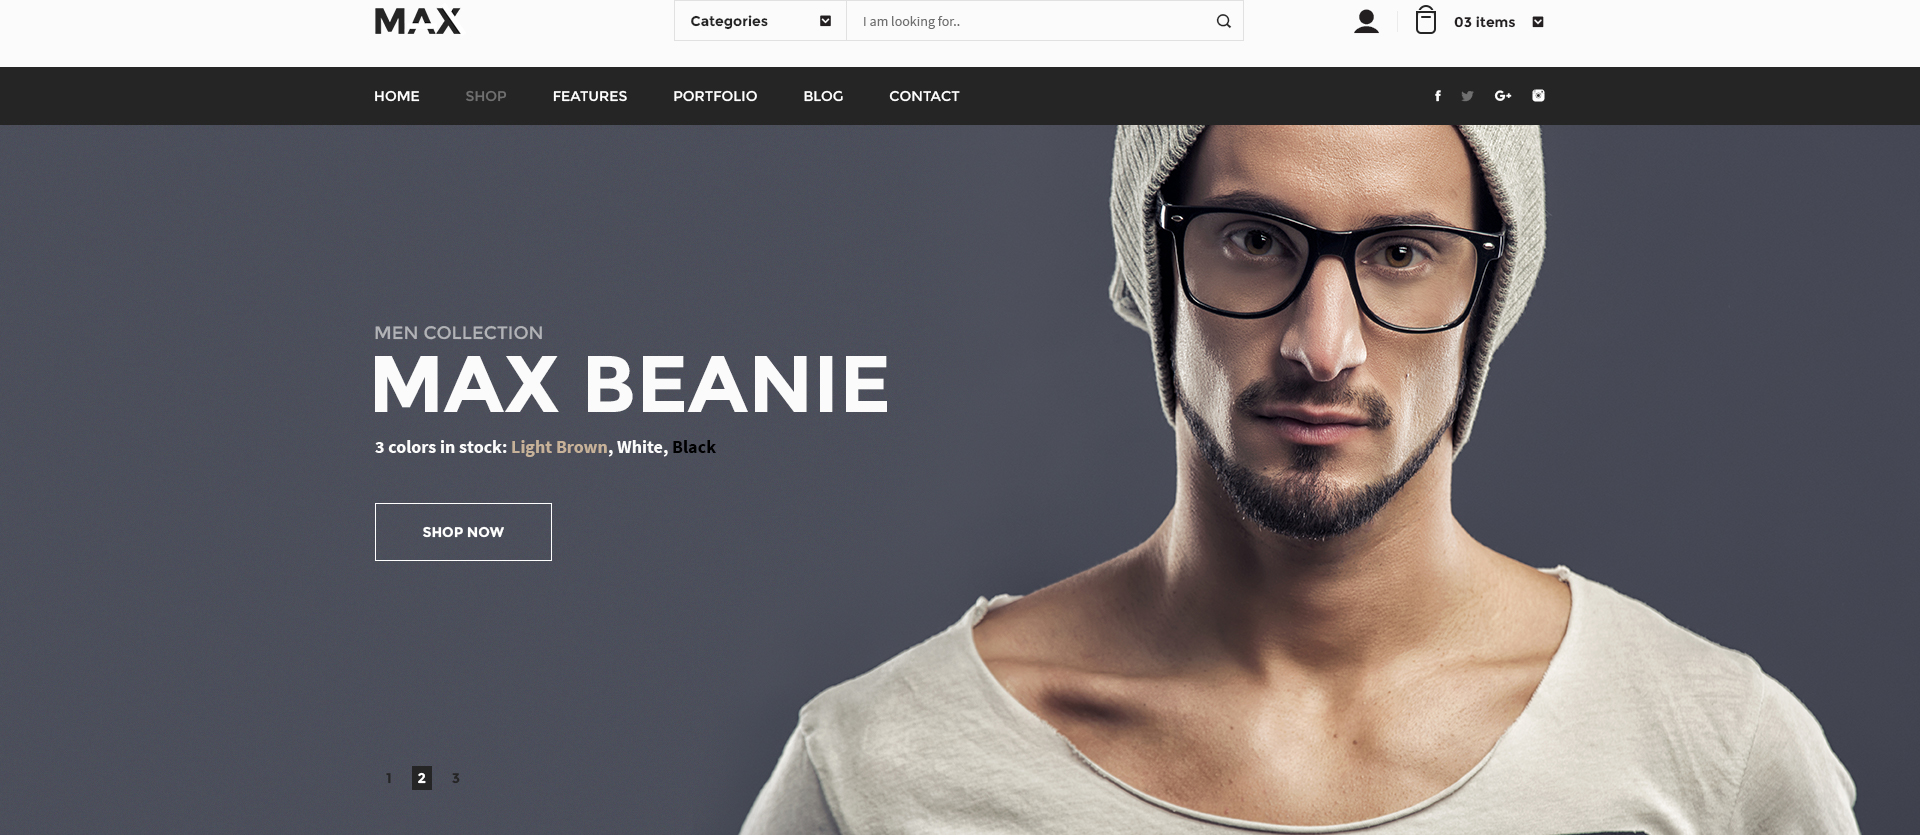 MAX
Categories
I am looking for..
03 items
HOME SHOP FEATURES PORTFOLIO BLOG CONTACT
MEN COLLECTION
MAX BEANIE
3 colors in stock: Light Brown, White, Black
SHOP NOW
1 2 3